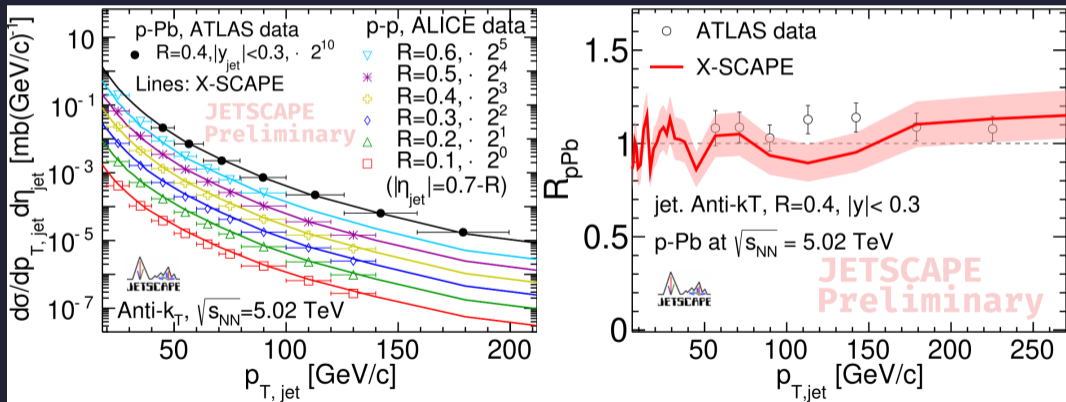 p-Pb, ATLAS data
R=0.4,|y_jet|<0.3, · 2^10
Lines: X-SCAPE
p-p, ALICE data
R=0.6, · 2^5
R=0.5, · 2^4
R=0.4, · 2^3
R=0.3, · 2^2
R=0.2, · 2^1
R=0.1, · 2^0
(|η_jet|=0.7-R)
JETSCAPE
Preliminary
dσ/dp_T, jet dη_jet [mb(GeV/c)^-1]
10
10^-1
10^-3
10^-5
10^-7
JETSCAPE
Anti-k_T, √s_NN=5.02 TeV
50 100 150 200
p_T, jet [GeV/c]
R_pPb
1.5
1
0.5
0
ATLAS data
X-SCAPE
jet. Anti-kT, R=0.4, |y|< 0.3
p-Pb at √s_NN = 5.02 TeV
JETSCAPE
JETSCAPE
Preliminary
50 100 150 200 250
p_T,jet [GeV/c]